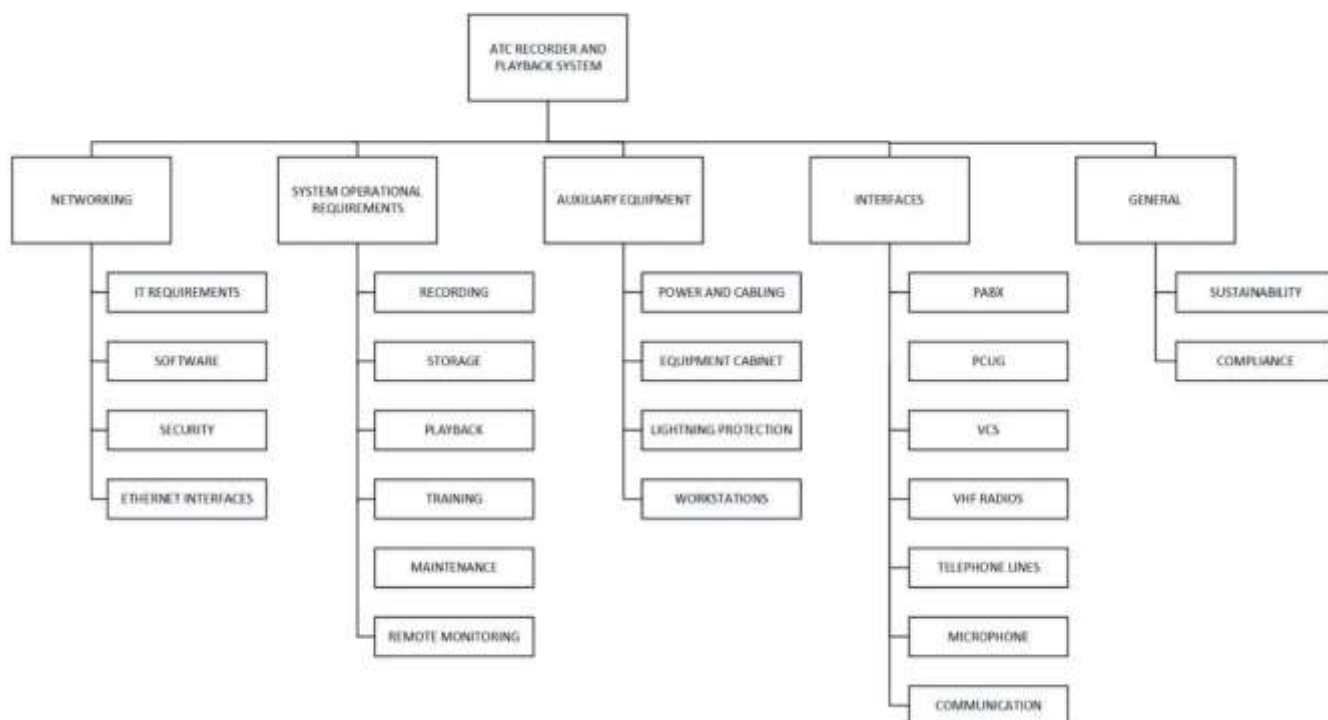 ATC RECORDER AND
PLAYBACK SYSTEM
NETWORKING
SYSTEM OPERATIONAL
REQUIREMENTS
AUXILIARY EQUIPMENT
INTERFACES
GENERAL
IT REQUIREMENTS
SOFTWARE
SECURITY
ETHERNET INTERFACES
RECORDING
STORAGE
PLAYBACK
TRAINING
MAINTENANCE
REMOTE MONITORING
POWER AND CABLING
EQUIPMENT CABINET
LIGHTNING PROTECTION
WORKSTATIONS
PABX
PCUG
VCS
VHF RADIOS
TELEPHONE LINES
MICROPHONE
COMMUNICATION
SUSTAINABILITY
COMPLIANCE